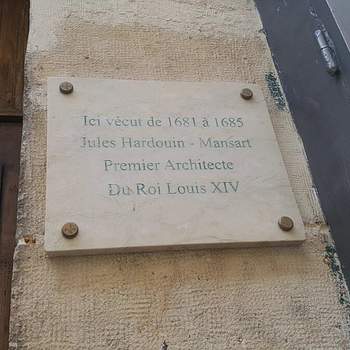 Ici vécut de 1681 à 1685
Jules Hardouin - Mansart
Premier Architecte
Du Roi Louis XIV